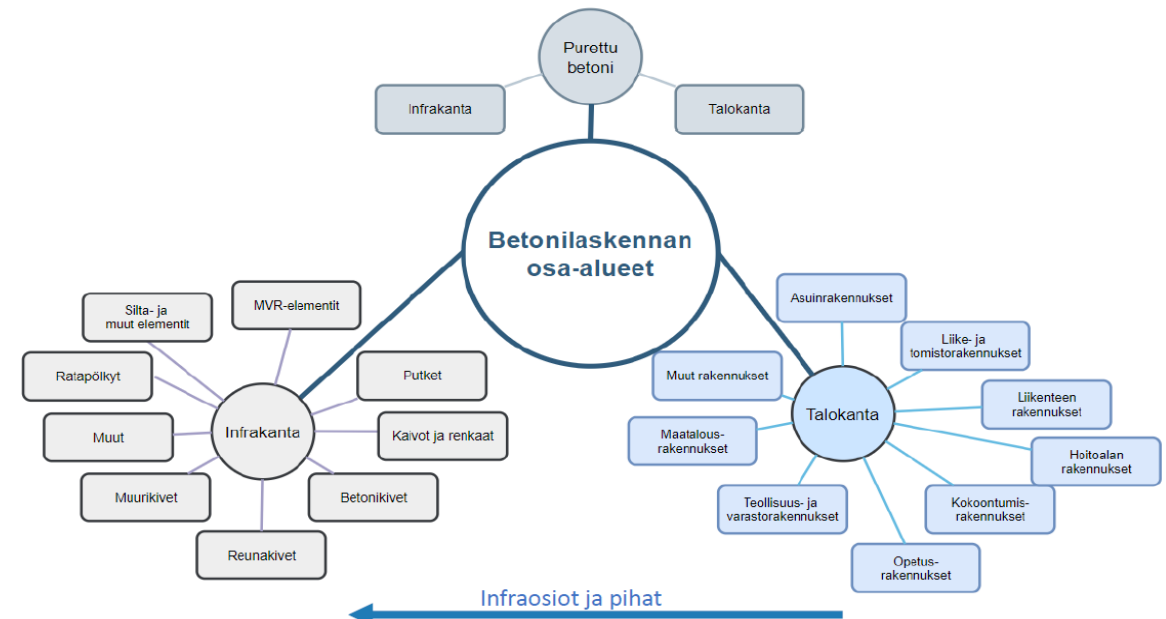 Purettu
betoni
Infrakanta
Talokanta
Betonilaskennan
osa-alueet
Silta- ja
muut elementit
MVR-elementit
Ratapölkyt
Putket
Muut
Infrakanta
Kaivot ja renkaat
Muurikivet
Betonikivet
Reunakivet
Asuinrakennukset
Liike- ja
tomistorakennukset
Muut rakennukset
Liikenteen
rakennukset
Talokanta
Maatalous-
rakennukset
Hoitoalan
rakennukset
Teollisuus- ja
varastorakennukset
Kokoontumis-
rakennukset
Opetus-
rakennukset
Infraosiot ja pihat